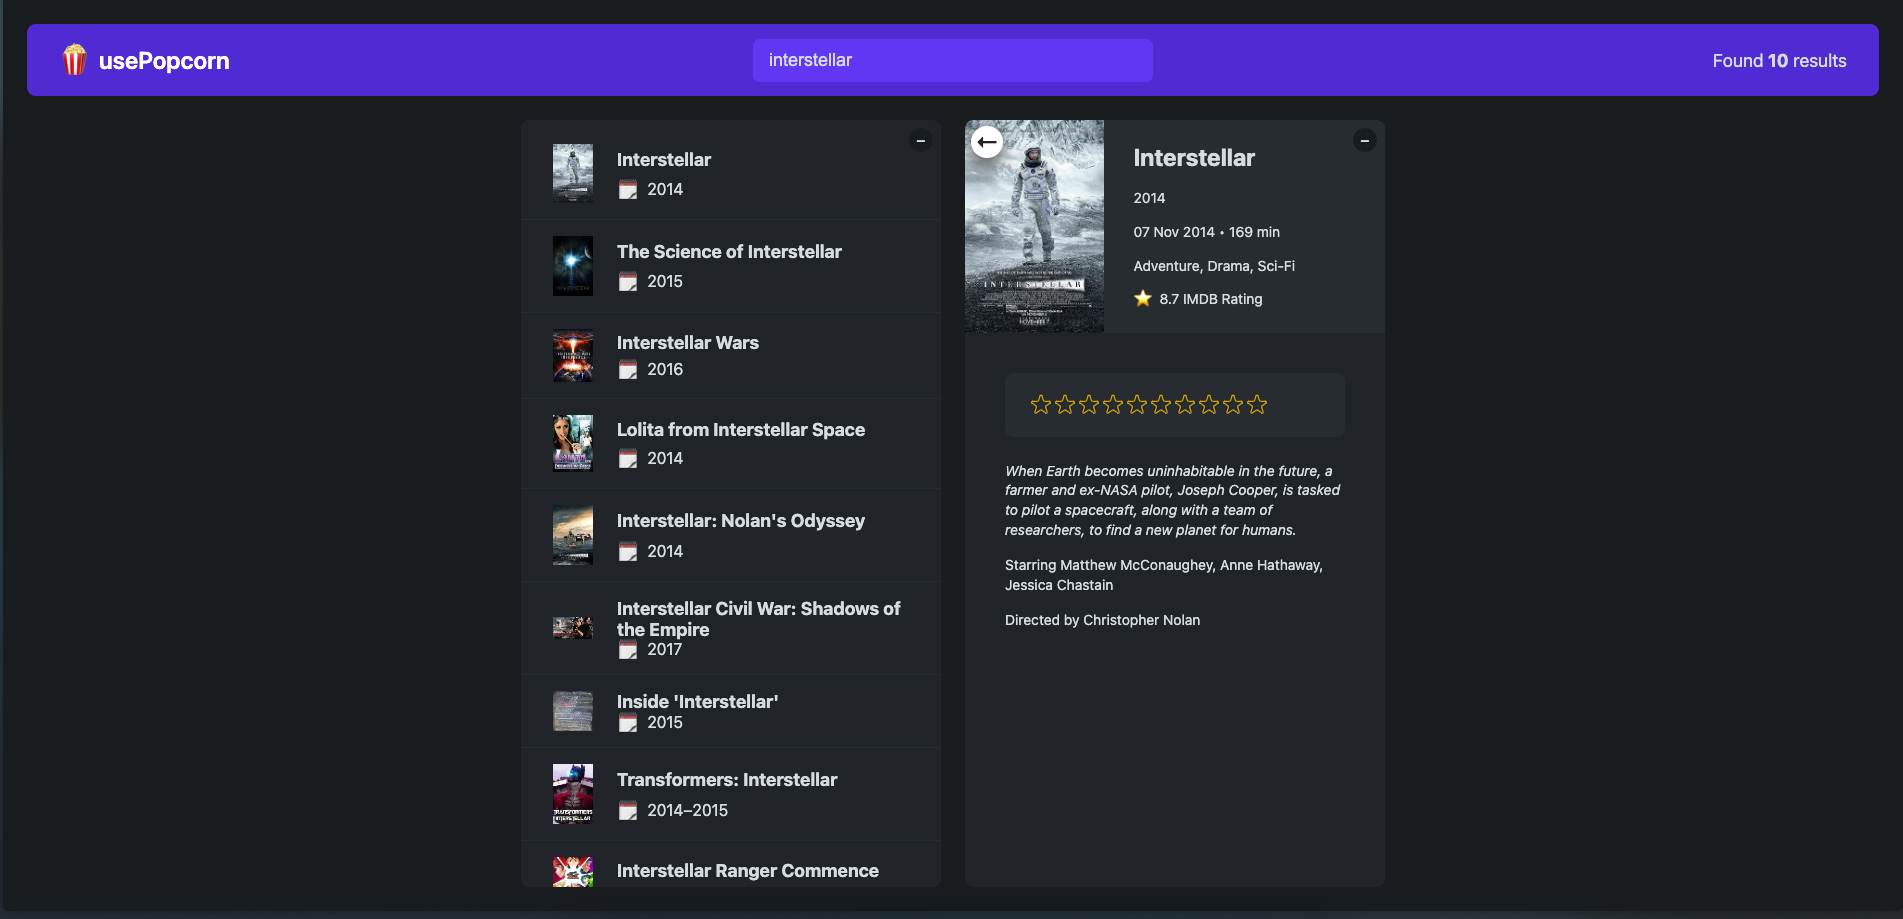 usePopcorn
interstellar
Found 10 results
–
Interstellar
2014
The Science of Interstellar
2015
Interstellar Wars
2016
Lolita from Interstellar Space
2014
Interstellar: Nolan's Odyssey
2014
Interstellar Civil War: Shadows of
the Empire
2017
Inside 'Interstellar'
2015
Transformers: Interstellar
2014–2015
TRANSFORMERS
INTERSTELLAR
Interstellar Ranger Commence
←
–
INTERSTELLAR
Interstellar
2014
07 Nov 2014 • 169 min
Adventure, Drama, Sci-Fi
8.7 IMDB Rating
When Earth becomes uninhabitable in the future, a
farmer and ex-NASA pilot, Joseph Cooper, is tasked
to pilot a spacecraft, along with a team of
researchers, to find a new planet for humans.
Starring Matthew McConaughey, Anne Hathaway,
Jessica Chastain
Directed by Christopher Nolan